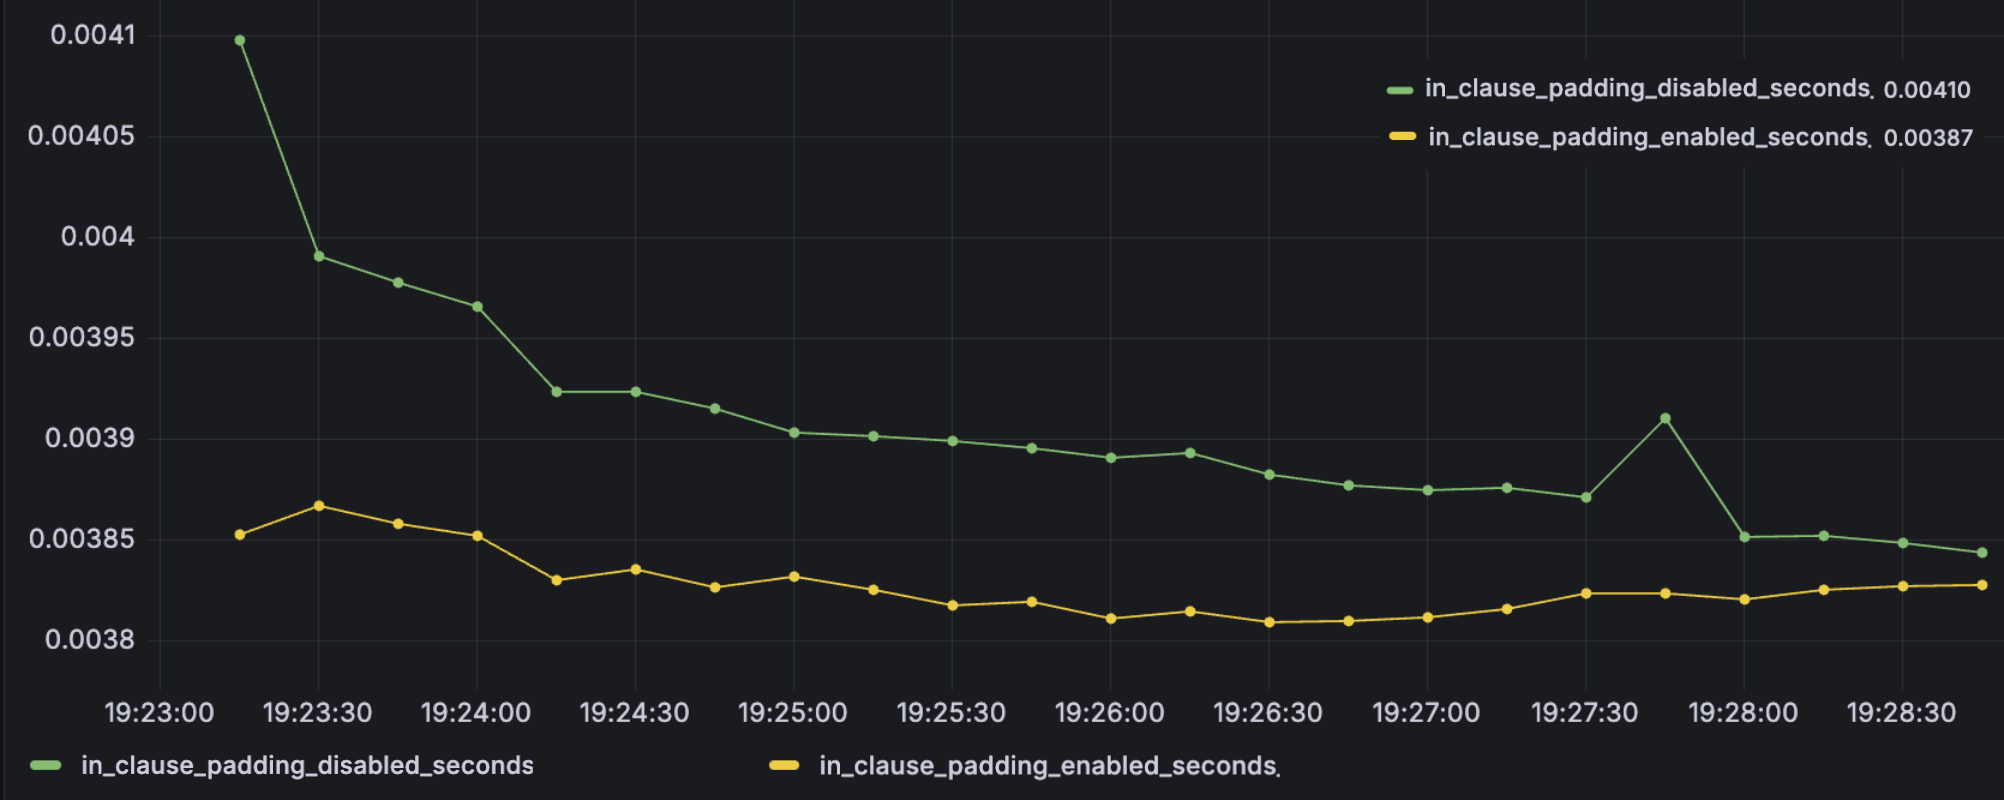 0.0041
0.00405
0.004
0.00395
0.0039
0.00385
0.0038
in_clause_padding_disabled_seconds. 0.00410
in_clause_padding_enabled_seconds. 0.00387
19:23:00 19:23:30 19:24:00 19:24:30 19:25:00 19:25:30 19:26:00 19:26:30 19:27:00 19:27:30 19:28:00 19:28:30
in_clause_padding_disabled_seconds in_clause_padding_enabled_seconds.